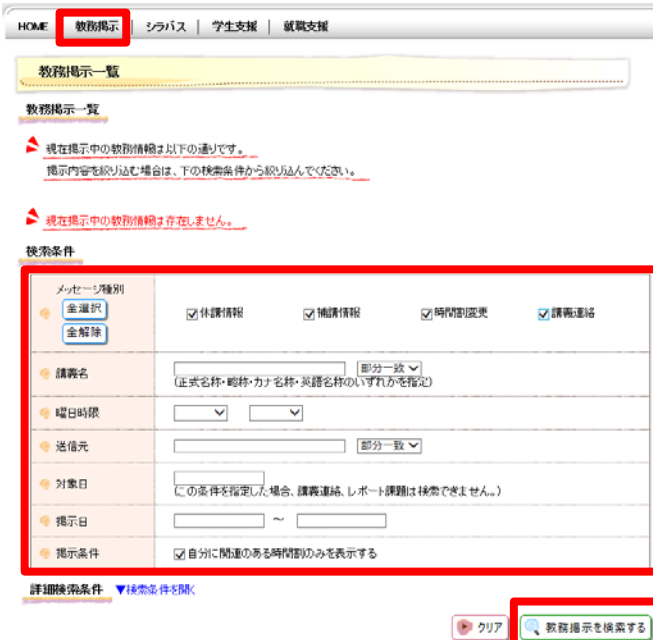 HOME 教務掲示 シラバス 学生支援 就職支援
教務掲示一覧
教務掲示一覧
現在掲示中の教務情報は以下の通りです。
掲示内容を絞り込む場合は、下の検索条件から絞り込んでください。
現在掲示中の教務情報は存在しません。
検索条件
メッセージ種別
全選択
全解除
休講情報 補講情報 時間割変更 講義連絡
講義名 部分一致
(正式名称・略称・カナ名称・英語名称のいずれかを指定)
曜日時限
送信元 部分一致
対象日
(この条件を指定した場合、講義連絡、レポート課題は検索できません。)
掲示日 ～
掲示条件 自分に関連のある時間割のみを表示する
詳細検索条件 ▼検索条件を開く
クリア 教務掲示を検索する